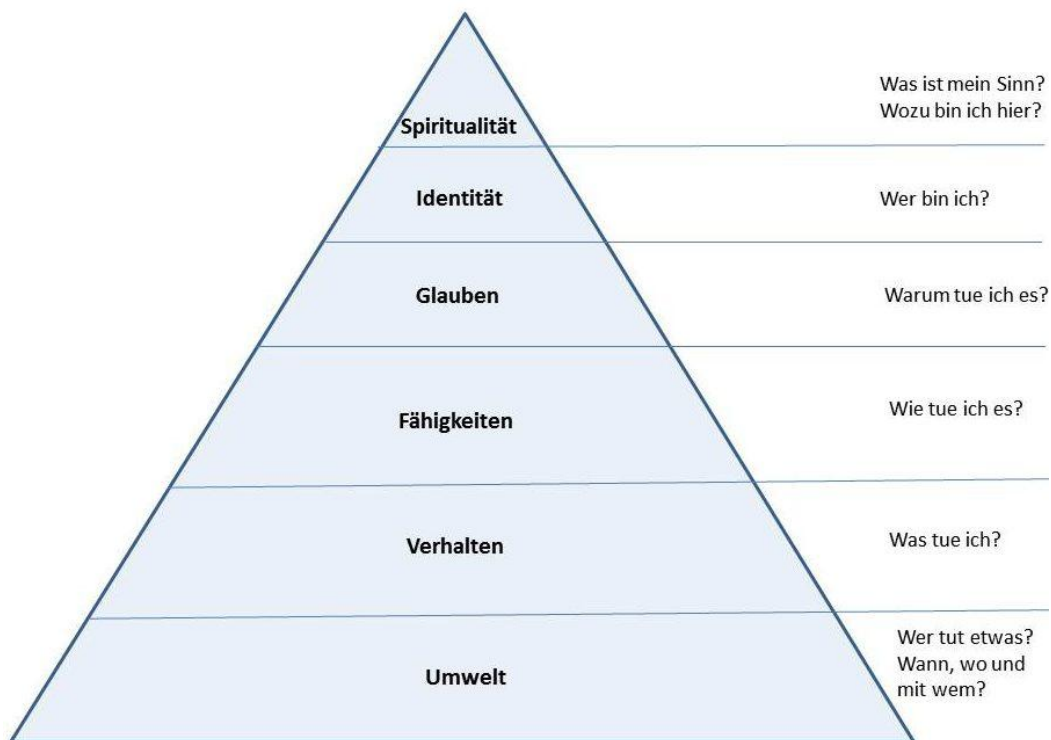 Was ist mein Sinn?
Wozu bin ich hier?
Spiritualität
Identität
Wer bin ich?
Glauben
Warum tue ich es?
Fähigkeiten
Wie tue ich es?
Verhalten
Was tue ich?
Umwelt
Wer tut etwas?
Wann, wo und
mit wem?